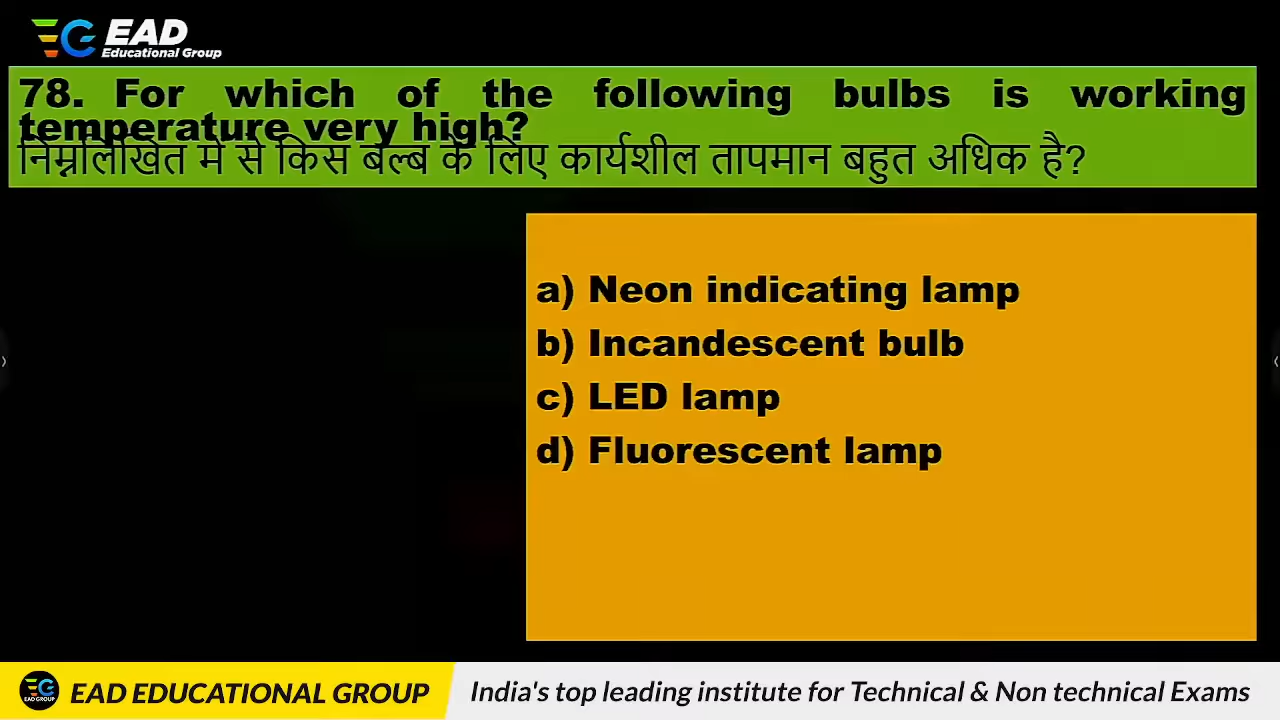 EAD
Educational Group
78. For which of the following bulbs is working
temperature very high?
निम्नलिखित में से किस बल्ब के लिए कार्यशील तापमान बहुत अधिक है?
a) Neon indicating lamp
b) Incandescent bulb
c) LED lamp
d) Fluorescent lamp
EAD GROUP
EAD EDUCATIONAL GROUP
India's top leading institute for Technical & Non technical Exams